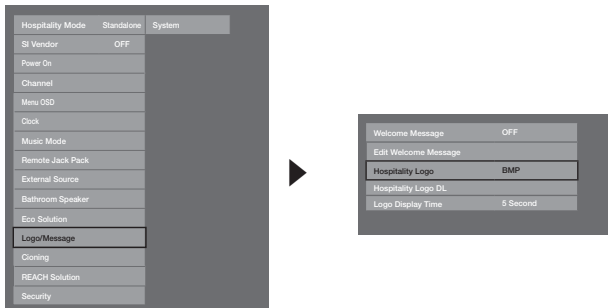 Hospitality Mode Standalone System
SI Vendor OFF
Power On
Channel
Menu OSD
Clock
Music Mode
Remote Jack Pack
External Source
Bathroom Speaker
Eco Solution
Logo/Message
Cloning
REACH Solution
Security
Welcome Message OFF
Edit Welcome Message
Hospitality Logo BMP
Hospitality Logo DL
Logo Display Time 5 Second